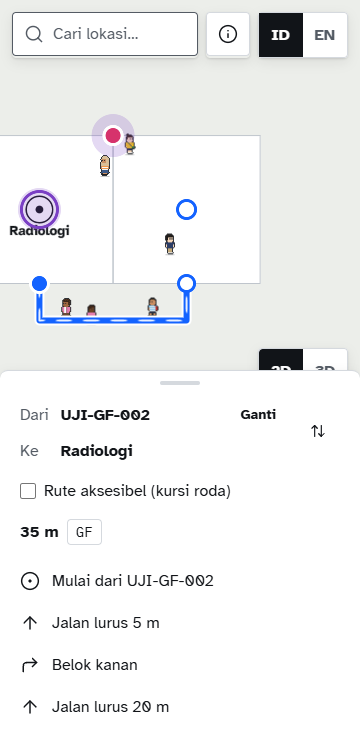 Cari lokasi...
ID
EN
Radiologi
Dari UJI-GF-002
Ganti
Ke Radiologi
Rute aksesibel (kursi roda)
35 m GF
Mulai dari UJI-GF-002
Jalan lurus 5 m
Belok kanan
Jalan lurus 20 m